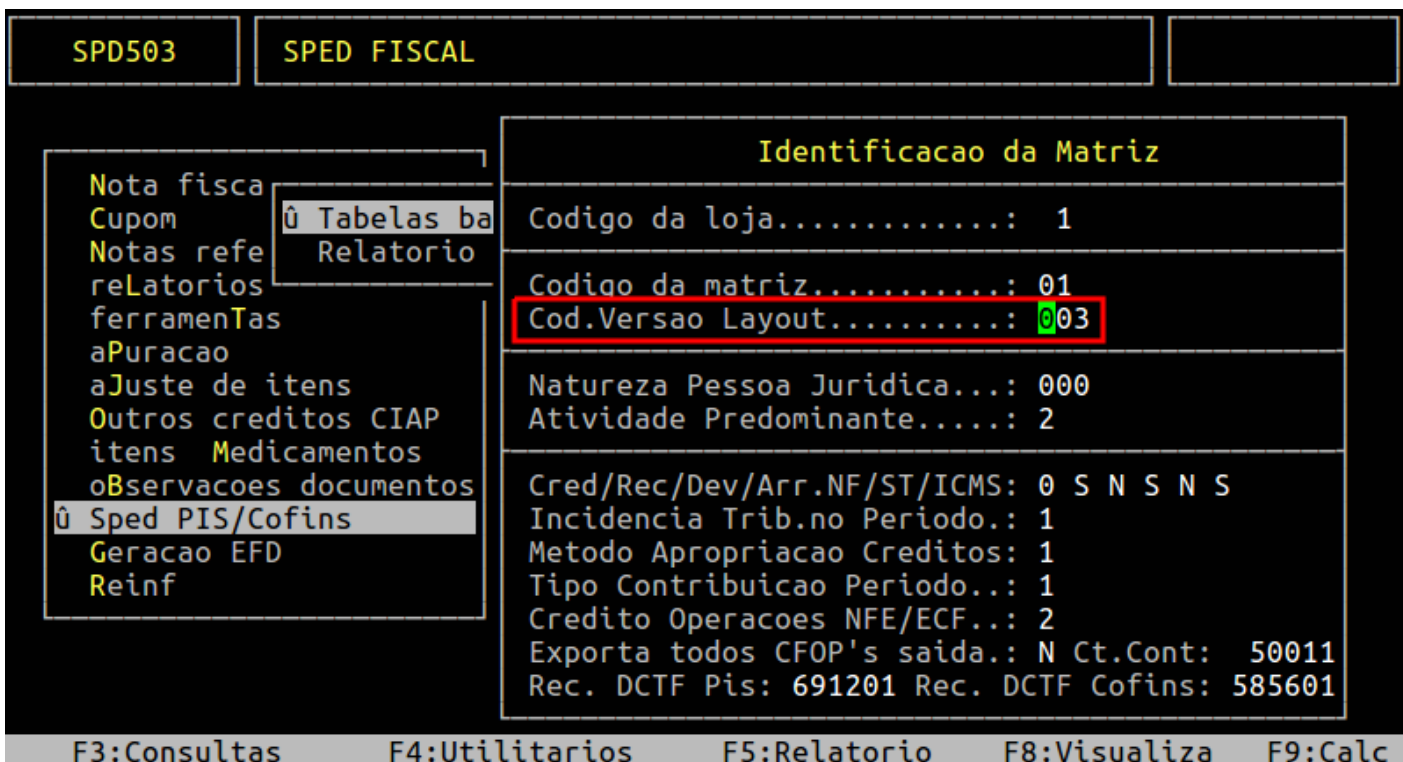 SPD503
SPED FISCAL
Nota fisca
Cupom
Notas refe
reLatorios
ferramenTas
aPuracao
aJuste de itens
Outros creditos CIAP
itens Medicamentos
oBservacoes documentos
û Sped PIS/Cofins
Geracao EFD
Reinf
û Tabelas ba
Relatorio
Identificacao da Matriz
Codigo da loja.............: 1
Codigo da matriz...........: 01
Cod.Versao Layout..........: 003
Natureza Pessoa Juridica...: 000
Atividade Predominante.....: 2
Cred/Rec/Dev/Arr.NF/ST/ICMS: 0 S N S N S
Incidencia Trib.no Periodo.: 1
Metodo Apropriacao Creditos: 1
Tipo Contribuicao Periodo..: 1
Credito Operacoes NFE/ECF..: 2
Exporta todos CFOP's saida.: N Ct.Cont: 50011
Rec. DCTF Pis: 691201 Rec. DCTF Cofins: 585601
F3:Consultas F4:Utilitarios F5:Relatorio F8:Visualiza F9:Calc